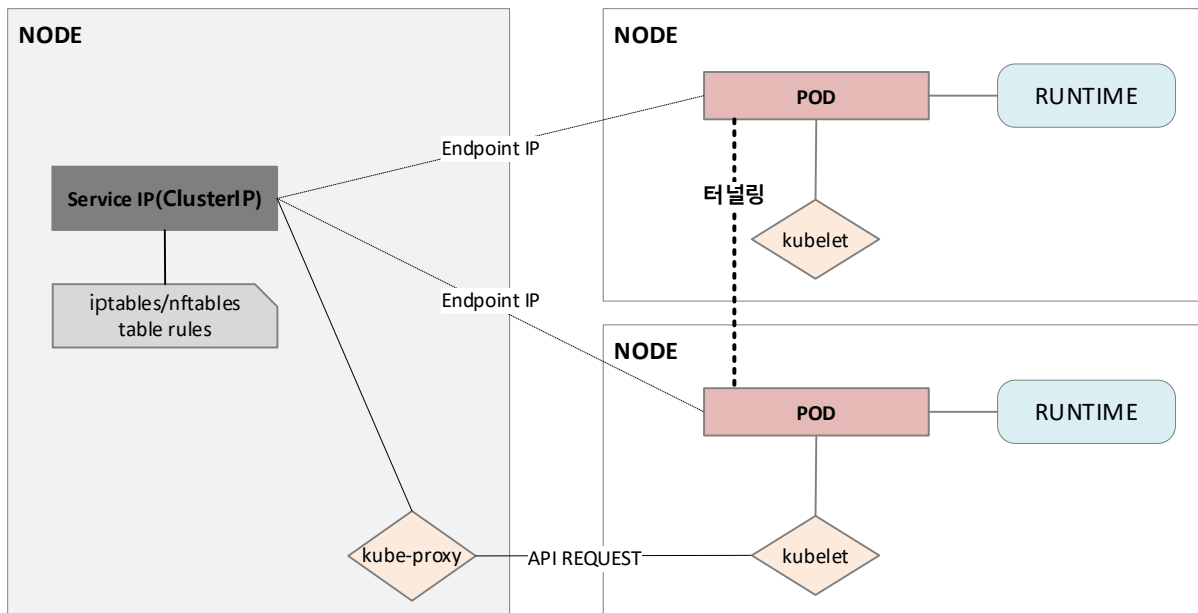 NODE
Service IP(ClusterIP)
iptables/nftables
table rules
kube-proxy
Endpoint IP
Endpoint IP
API REQUEST
NODE
POD
RUNTIME
터널링
kubelet
NODE
POD
RUNTIME
kubelet